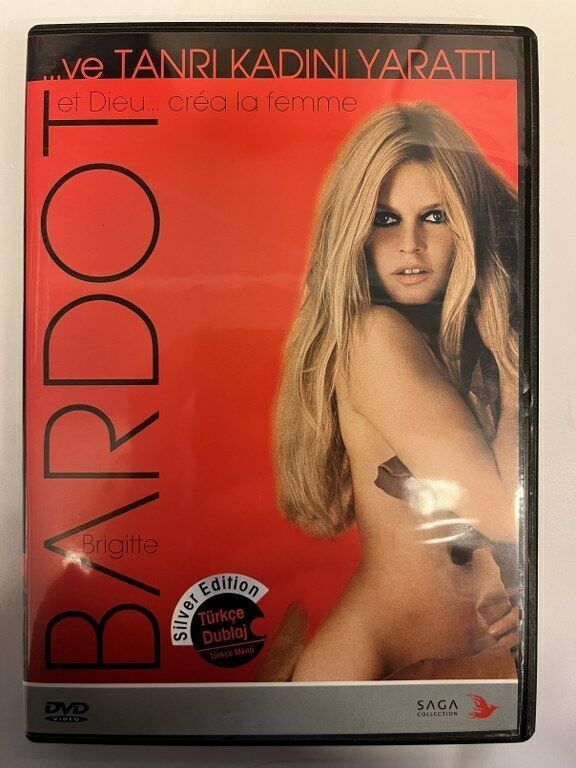 ...ve TANRI KADINI YARATTI
et Dieu... créa la femme
BARDOT
Brigitte
Silver Edition
Türkçe
Dublaj
Türkçe Menü
DVD
VIDEO
SAGA
COLLECTION